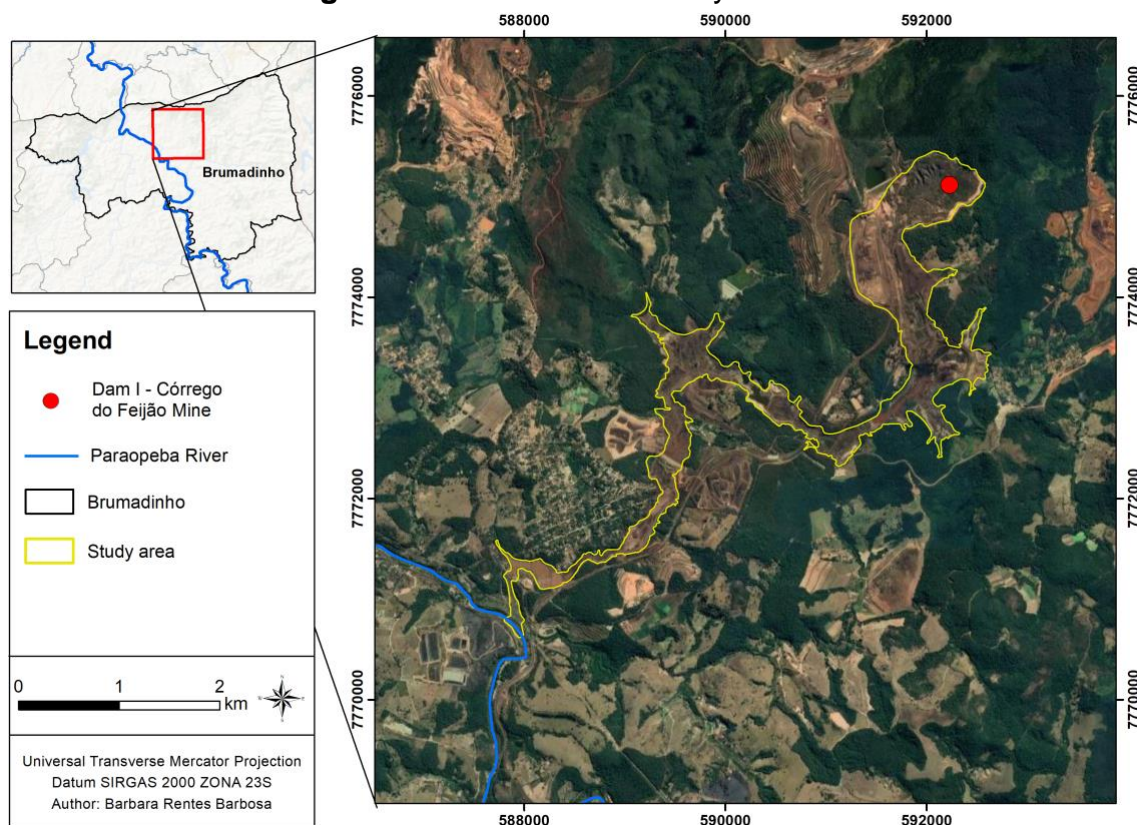 588000
590000
592000
7776000
7776000
7774000
7774000
7772000
7772000
7770000
7770000
588000
590000
592000
Brumadinho
Legend
Dam I - Córrego
do Feijão Mine
Paraopeba River
Brumadinho
Study area
0 1 2
km
Universal Transverse Mercator Projection
Datum SIRGAS 2000 ZONA 23S
Author: Barbara Rentes Barbosa